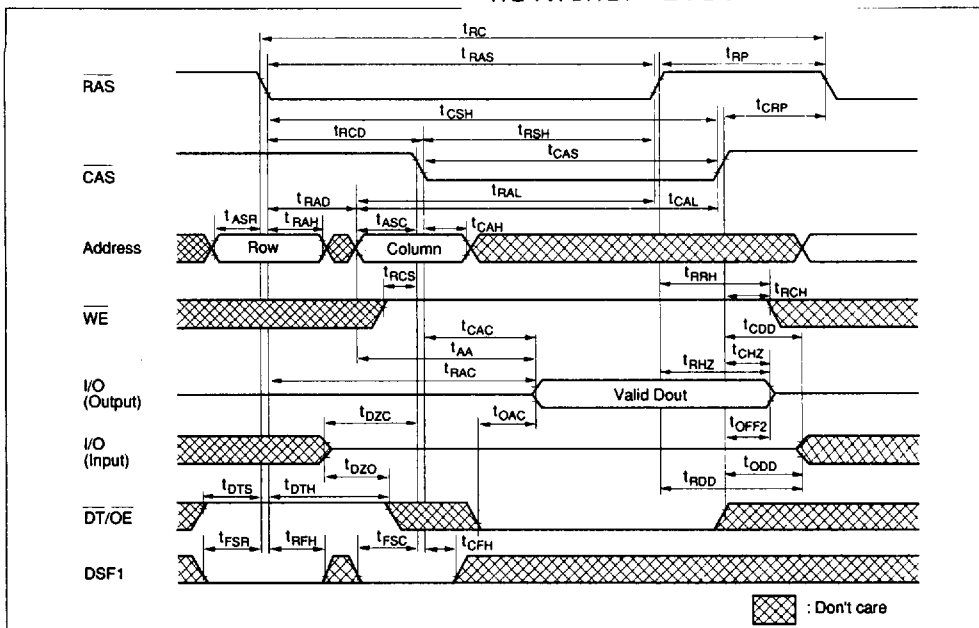 tRC
tRAS
tRP
RAS
tCRP
tCSH
tRCD
tRSH
tCAS
CAS
tRAL
tRAD
tCAL
tASR
tRAH
tASC
tCAH
Address
Row
Column
tRCS
tRRH
tRCH
WE
tCAC
tCDD
tAA
tCHZ
tRAC
tRHZ
I/O
(Output)
Valid Dout
tDZC
tOAC
tOFF2
I/O
(Input)
tDZO
tODD
tRDD
tDTS
tDTH
DT/OE
tFSR
tRFH
tFSC
tCFH
DSF1
: Don't care